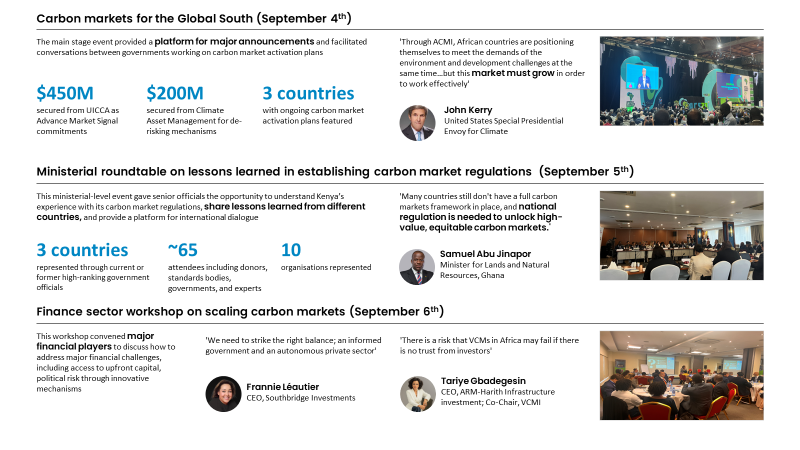 Carbon markets for the Global South (September 4th)
The main stage event provided a platform for major announcements and facilitated
conversations between governments working on carbon market activation plans
$450M
secured from UICCA as
Advance Market Signal
commitments
$200M
secured from Climate
Asset Management for de-
risking mechanisms
3 countries
with ongoing carbon market
activation plans featured
'Through ACMI, African countries are positioning
themselves to meet the demands of the
environment and development challenges at the
same time...but this market must grow in order
to work effectively'
John Kerry
United States Special Presidential
Envoy for Climate
Ministerial roundtable on lessons learned in establishing carbon market regulations (September 5th)
This ministerial-level event gave senior officials the opportunity to understand Kenya's
experience with its carbon market regulations, share lessons learned from different
countries, and provide a platform for international dialogue
3 countries
represented through current or
former high-ranking government
officials
~65
attendees including donors,
standards bodies,
governments, and experts
10
organisations represented
'Many countries still don't have a full carbon
markets framework in place, and national
regulation is needed to unlock high-
value, equitable carbon markets.'
Samuel Abu Jinapor
Minister for Lands and Natural
Resources, Ghana
Finance sector workshop on scaling carbon markets (September 6th)
This workshop convened major
financial players to discuss how to
address major financial challenges,
including access to upfront capital,
political risk through innovative
mechanisms
'We need to strike the right balance; an informed
government and an autonomous private sector'
Frannie Léautier
CEO, Southbridge Investments
'There is a risk that VCMs in Africa may fail if there
is no trust from investors'
Tariye Gbadegesin
CEO, ARM-Harith Infrastructure
investment; Co-Chair, VCMI